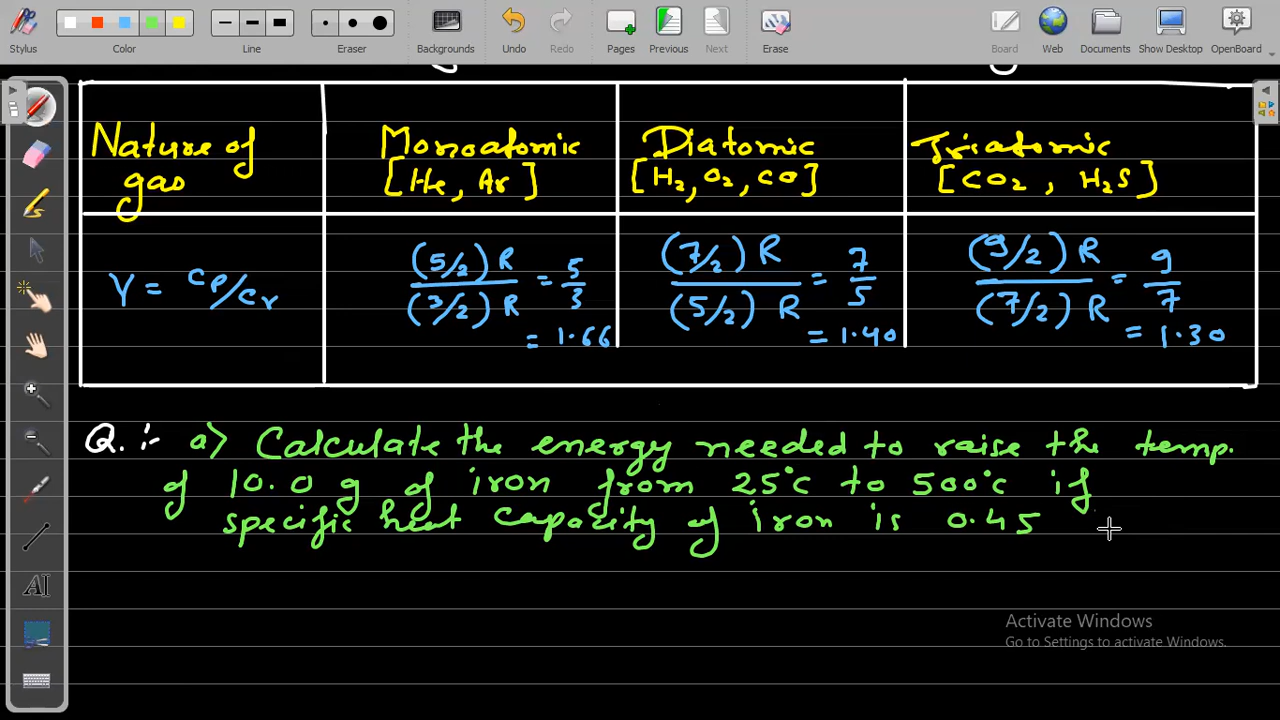 Stylus Color Line Eraser Backgrounds Undo Redo Pages Previous Next Erase Board Web Documents Show Desktop OpenBoard
Nature of gas
Monoatomic
[He, Ar]
Diatomic
[H2, O2, CO]
Triatomic
[CO2, H2S]
γ = CP/Cv
(5/2) R / (3/2) R = 5/3
= 1.66
(7/2) R / (5/2) R = 7/5
= 1.40
(9/2) R / (7/2) R = 9/7
= 1.30
Q.:- a) Calculate the energy needed to raise the temp.
of 10.0 g of iron from 25°C to 500°C if
specific heat capacity of iron is 0.45
Activate Windows
Go to Settings to activate Windows.